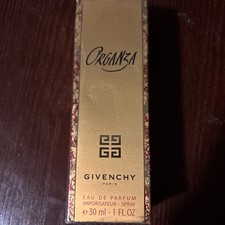 ORGANZA
GIVENCHY
PARIS
EAU DE PARFUM
VAPORISATEUR - SPRAY
℮ 30 ml - 1 FL OZ